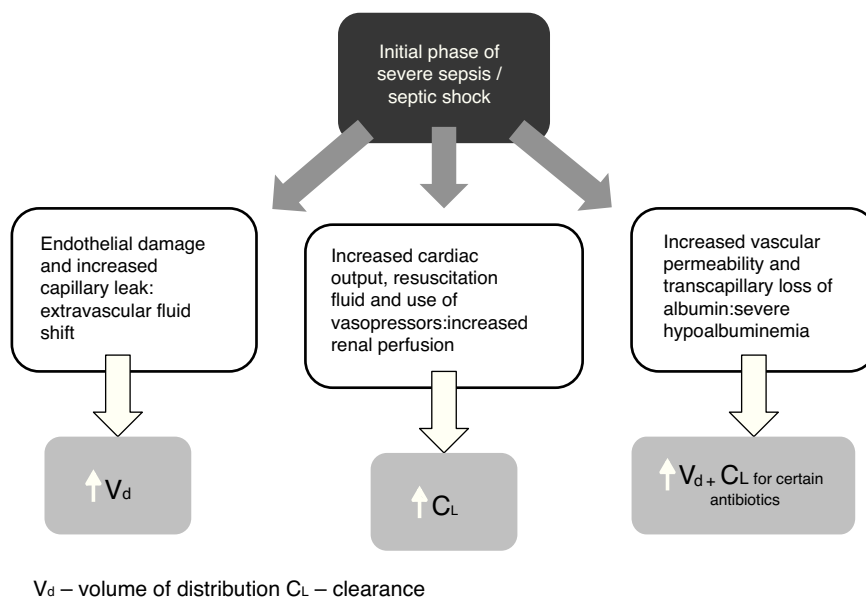 Initial phase of
severe sepsis /
septic shock
Endothelial damage
and increased
capillary leak:
extravascular fluid
shift
Increased cardiac
output, resuscitation
fluid and use of
vasopressors:increased
renal perfusion
Increased vascular
permeability and
transcapillary loss of
albumin:severe
hypoalbuminemia
Vd
CL
Vd + CL for certain
antibiotics
Vd – volume of distribution CL – clearance